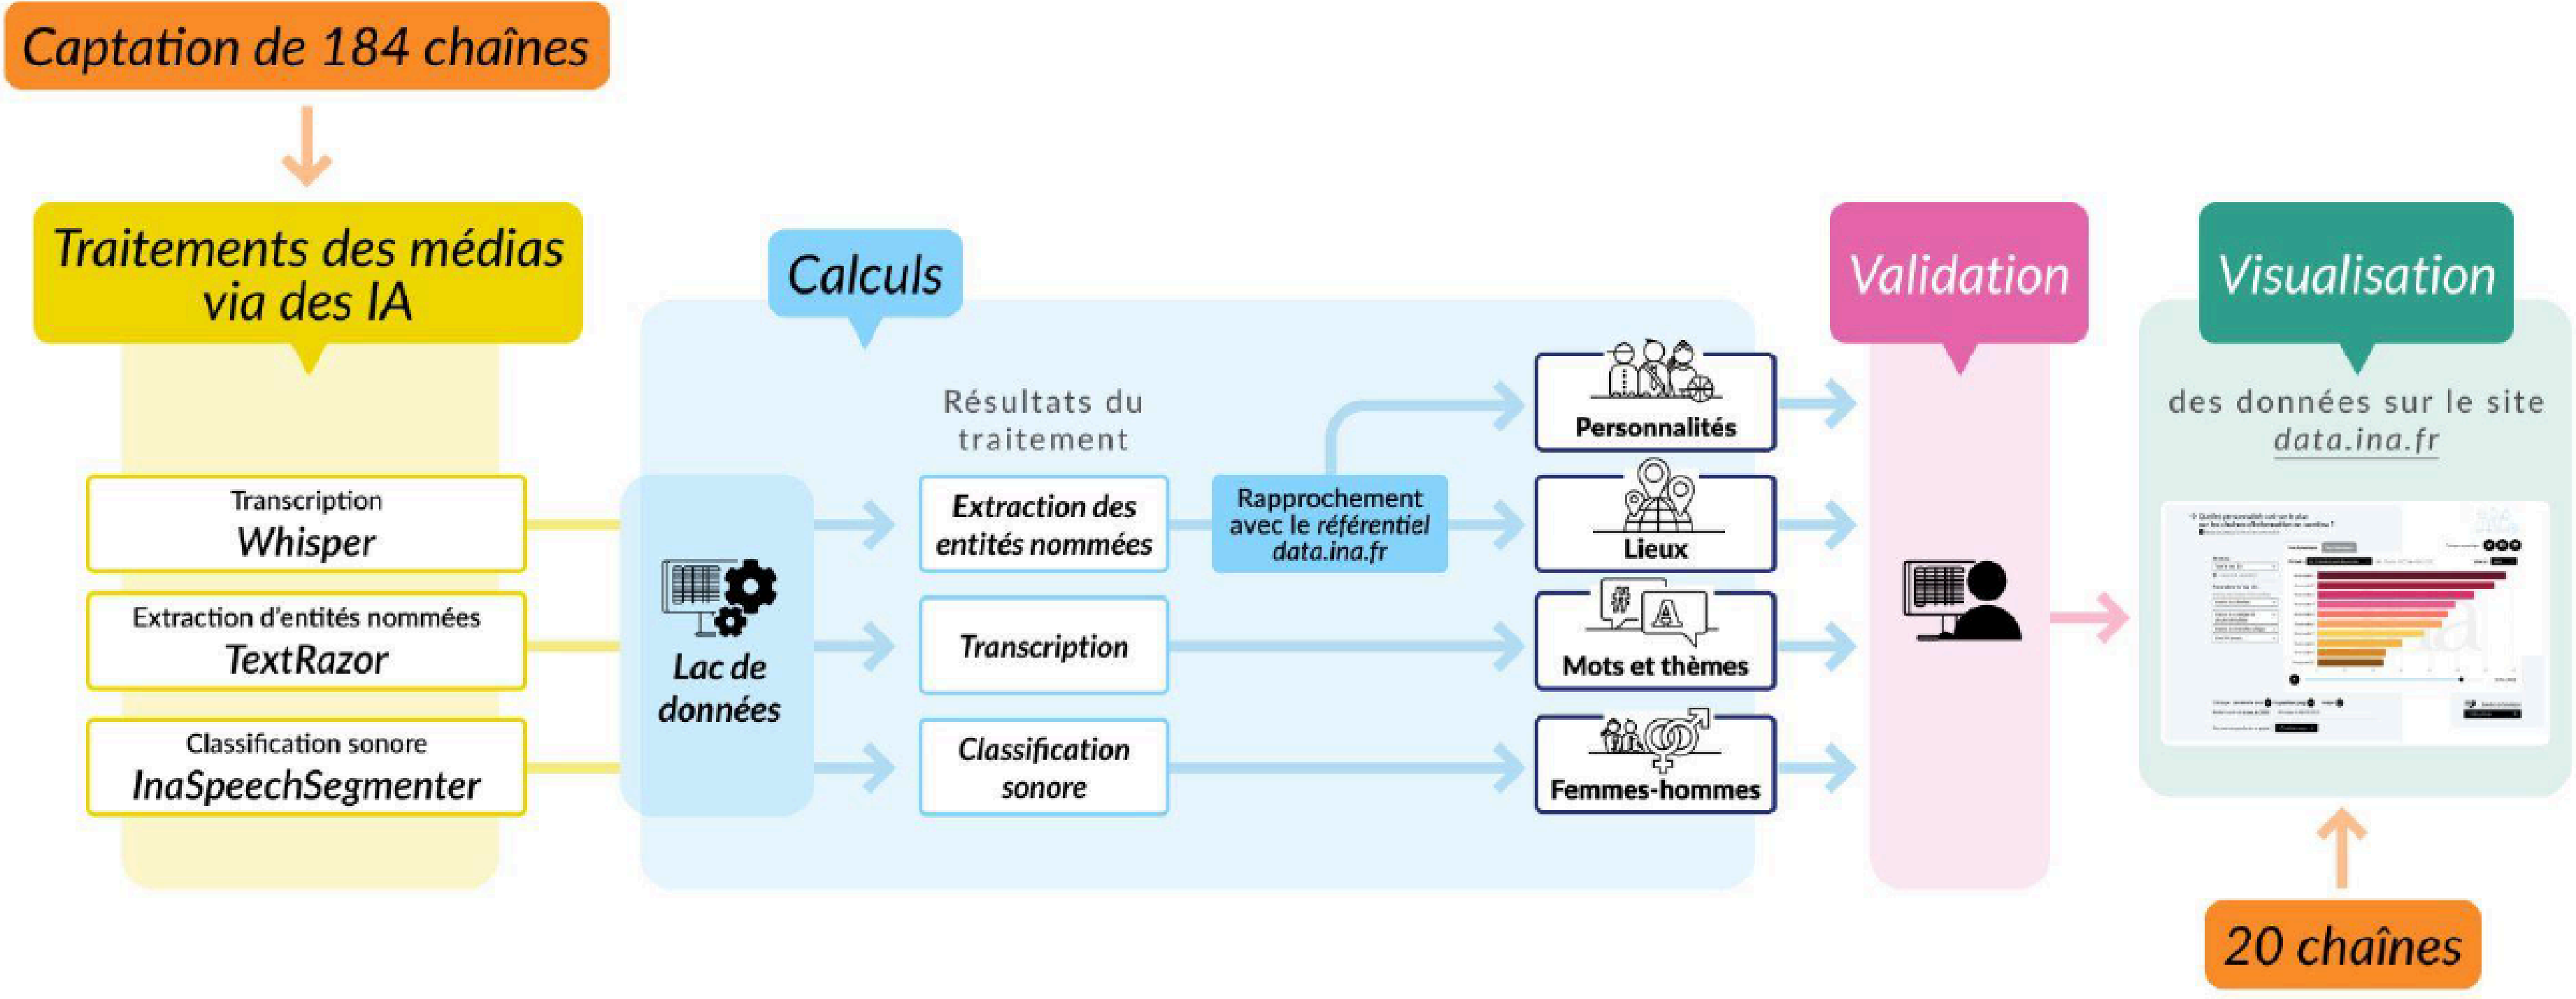 Captation de 184 chaînes
Traitements des médias
via des IA
Transcription
Whisper
Extraction d'entités nommées
TextRazor
Classification sonore
InaSpeechSegmenter
Calculs
Lac de
données
Résultats du
traitement
Extraction des
entités nommées
Transcription
Classification
sonore
Rapprochement
avec le référentiel
data.ina.fr
Personnalités
Lieux
#
A
Mots et thèmes
Femmes-hommes
Validation
Visualisation
des données sur le site
data.ina.fr
20 chaînes